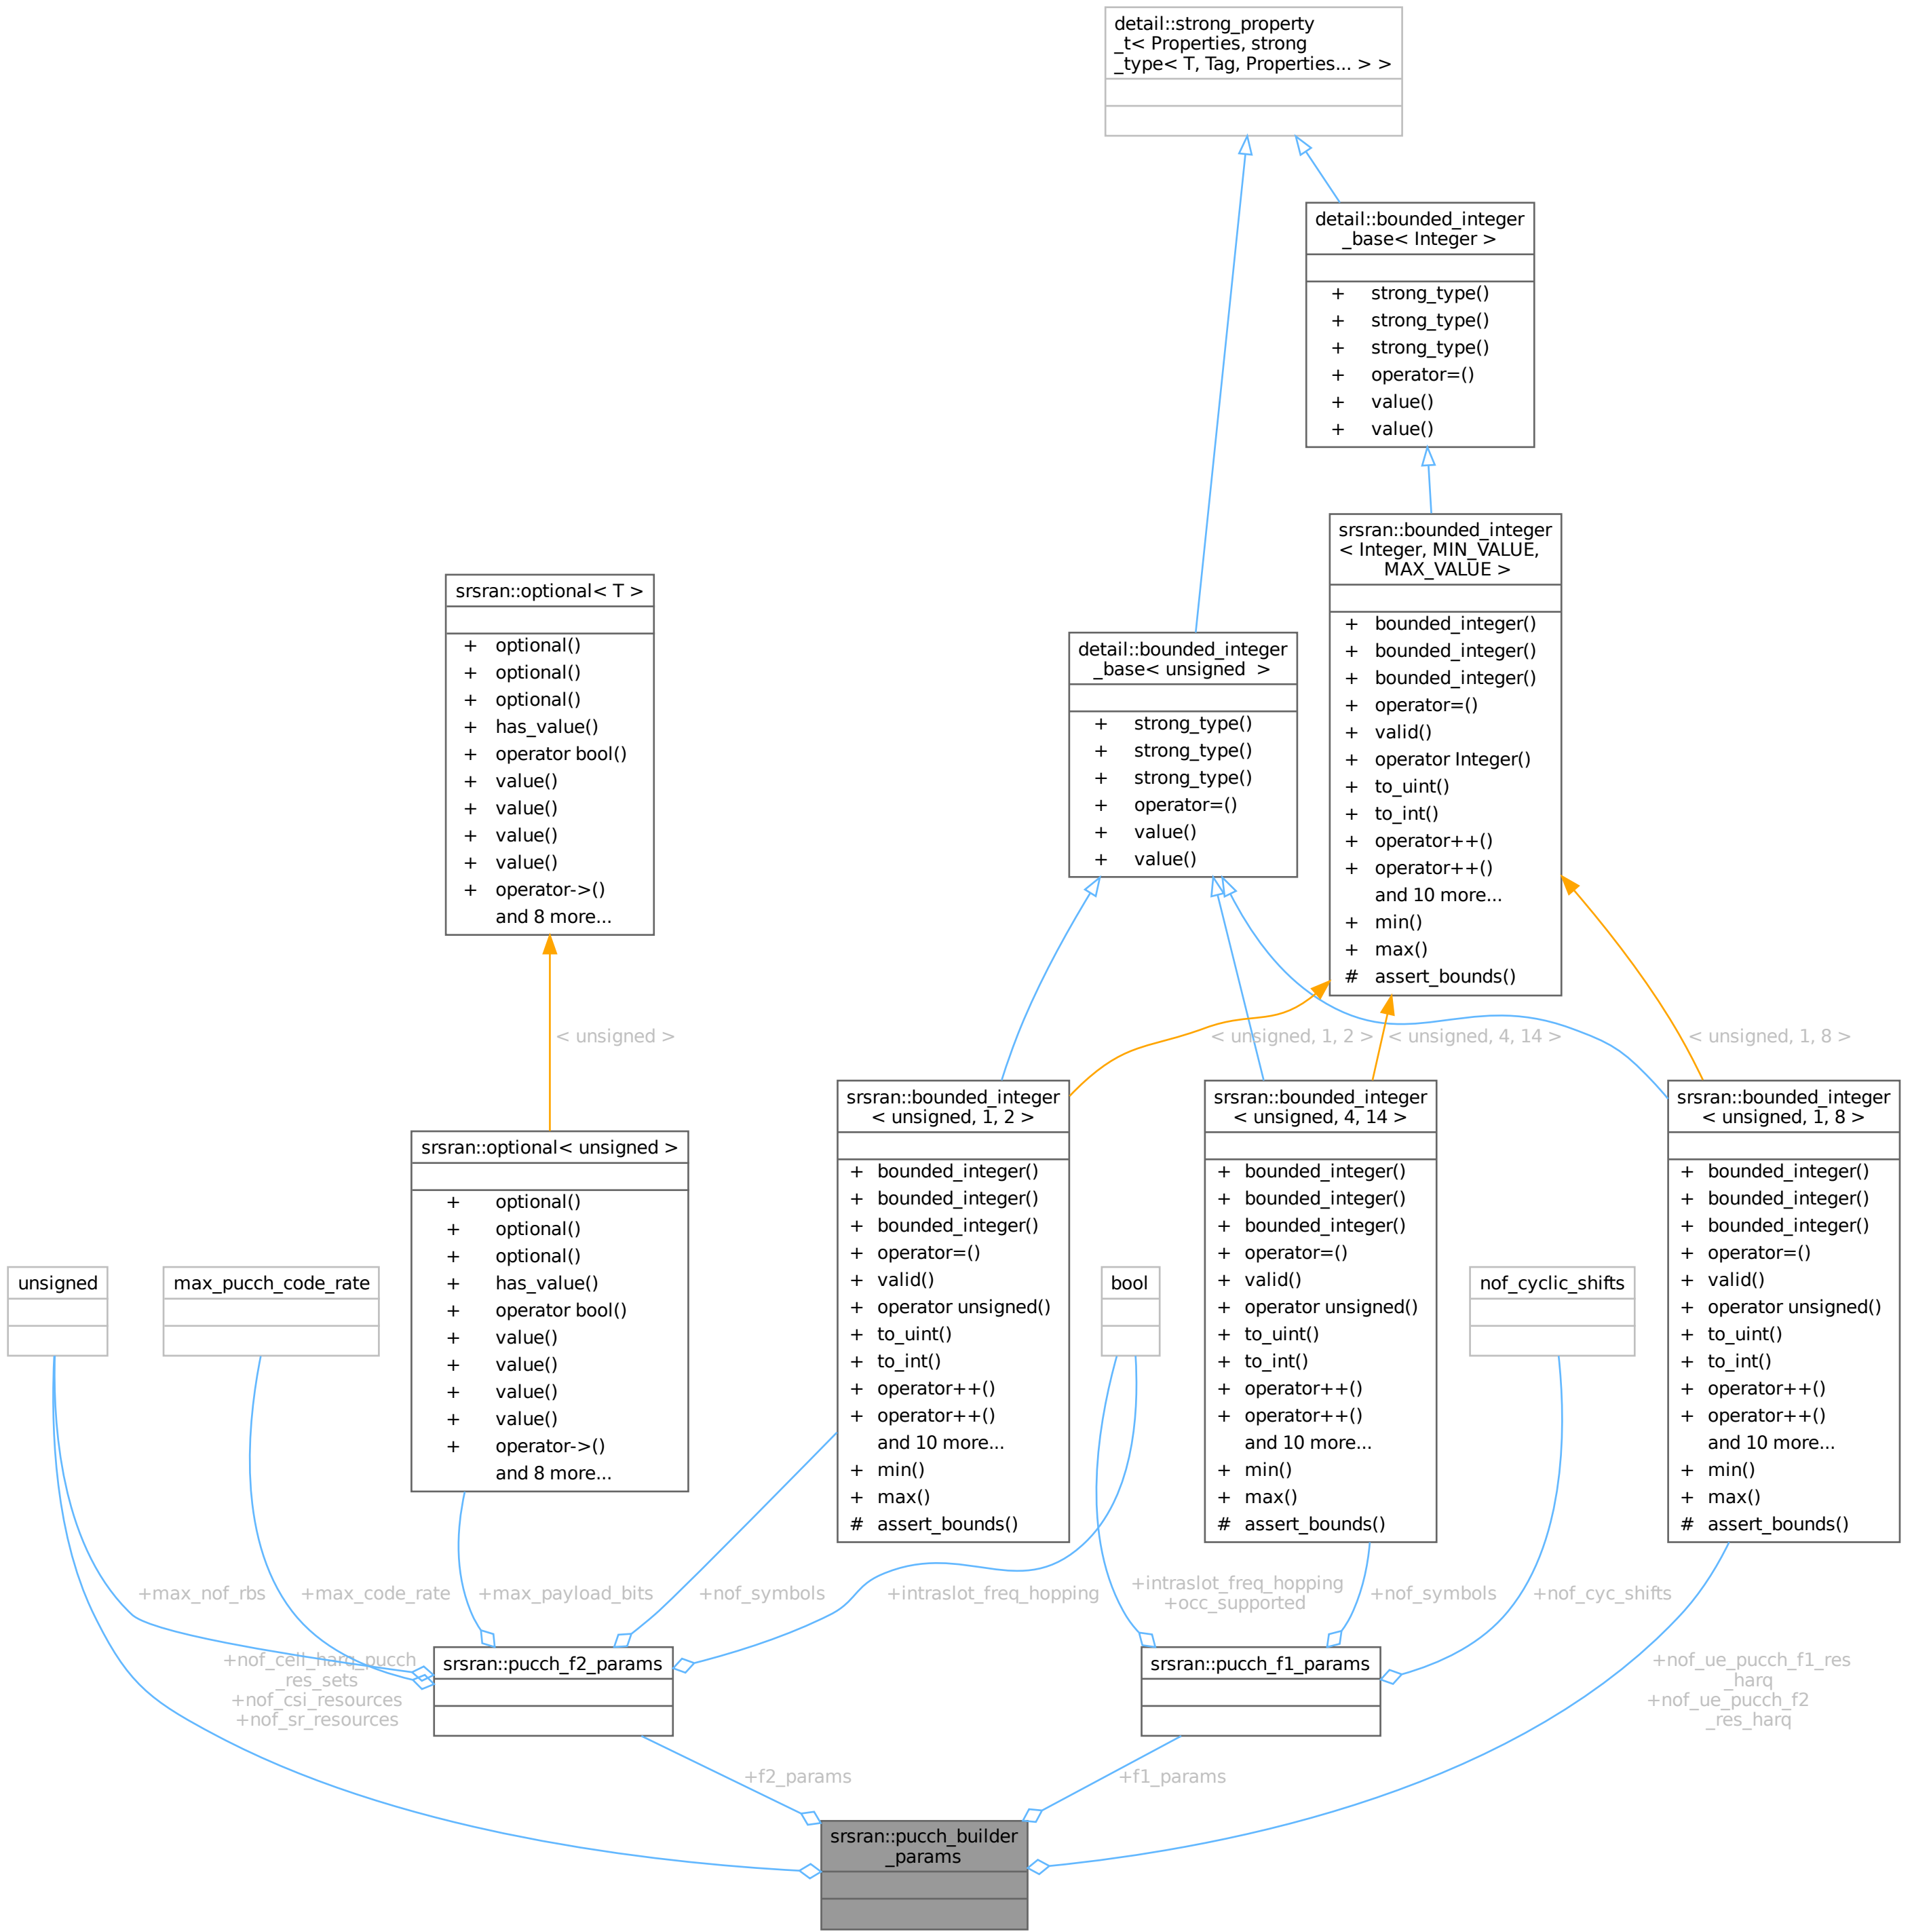 detail::strong_property
_t< Properties, strong
_type< T, Tag, Properties... > >
detail::bounded_integer
_base< Integer >
+ strong_type()
+ strong_type()
+ strong_type()
+ operator=()
+ value()
+ value()
srsran::bounded_integer
< Integer, MIN_VALUE,
MAX_VALUE >
+ bounded_integer()
+ bounded_integer()
+ bounded_integer()
+ operator=()
+ valid()
+ operator Integer()
+ to_uint()
+ to_int()
+ operator++()
+ operator++()
and 10 more...
+ min()
+ max()
# assert_bounds()
srsran::optional< T >
+ optional()
+ optional()
+ optional()
+ has_value()
+ operator bool()
+ value()
+ value()
+ value()
+ value()
+ operator->()
and 8 more...
detail::bounded_integer
_base< unsigned >
+ strong_type()
+ strong_type()
+ strong_type()
+ operator=()
+ value()
+ value()
< unsigned >
< unsigned, 1, 2 >
< unsigned, 4, 14 >
< unsigned, 1, 8 >
srsran::optional< unsigned >
+ optional()
+ optional()
+ optional()
+ has_value()
+ operator bool()
+ value()
+ value()
+ value()
+ value()
+ operator->()
and 8 more...
srsran::bounded_integer
< unsigned, 1, 2 >
+ bounded_integer()
+ bounded_integer()
+ bounded_integer()
+ operator=()
+ valid()
+ operator unsigned()
+ to_uint()
+ to_int()
+ operator++()
+ operator++()
and 10 more...
+ min()
+ max()
# assert_bounds()
srsran::bounded_integer
< unsigned, 4, 14 >
+ bounded_integer()
+ bounded_integer()
+ bounded_integer()
+ operator=()
+ valid()
+ operator unsigned()
+ to_uint()
+ to_int()
+ operator++()
+ operator++()
and 10 more...
+ min()
+ max()
# assert_bounds()
srsran::bounded_integer
< unsigned, 1, 8 >
+ bounded_integer()
+ bounded_integer()
+ bounded_integer()
+ operator=()
+ valid()
+ operator unsigned()
+ to_uint()
+ to_int()
+ operator++()
+ operator++()
and 10 more...
+ min()
+ max()
# assert_bounds()
unsigned
max_pucch_code_rate
bool
nof_cyclic_shifts
+max_nof_rbs
+max_code_rate
+max_payload_bits
+nof_symbols
+intraslot_freq_hopping
+intraslot_freq_hopping
+occ_supported
+nof_symbols
+nof_cyc_shifts
+nof_cell_harq_pucch
_res_sets
+nof_csi_resources
+nof_sr_resources
srsran::pucch_f2_params
srsran::pucch_f1_params
+nof_ue_pucch_f1_res
_harq
+nof_ue_pucch_f2
_res_harq
+f2_params
+f1_params
srsran::pucch_builder
_params